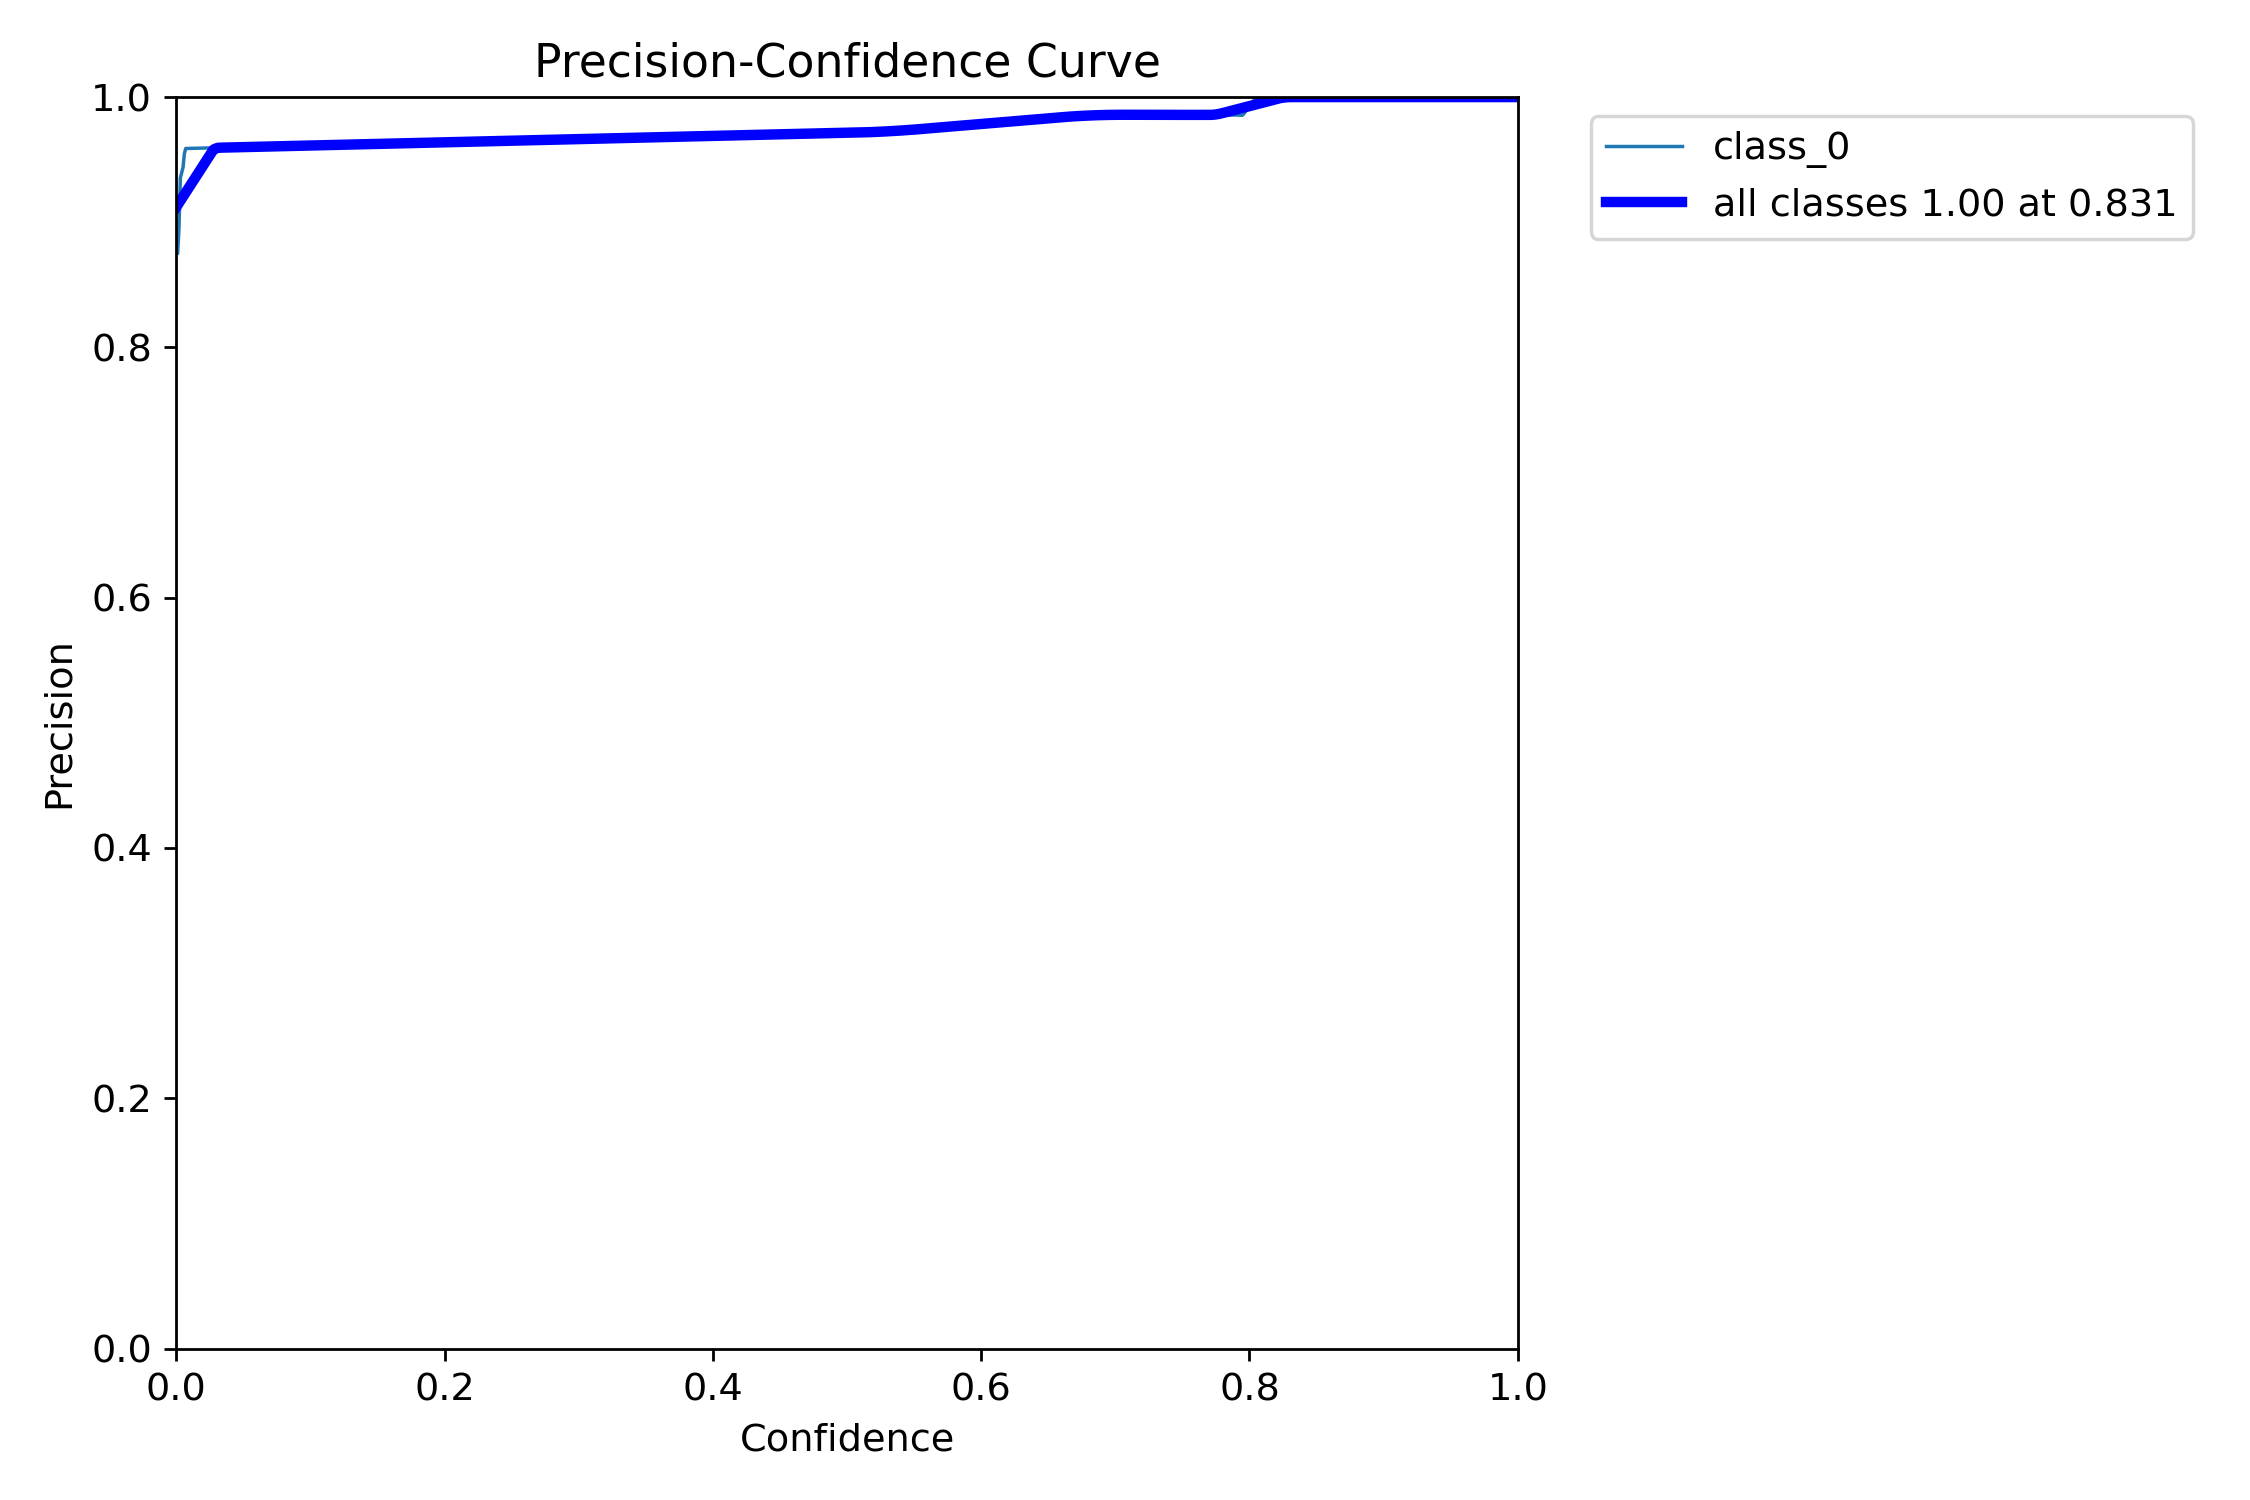 Precision-Confidence Curve
1.0
0.8
0.6
0.4
0.2
0.0
Precision
0.0 0.2 0.4 0.6 0.8 1.0
Confidence
class_0
all classes 1.00 at 0.831